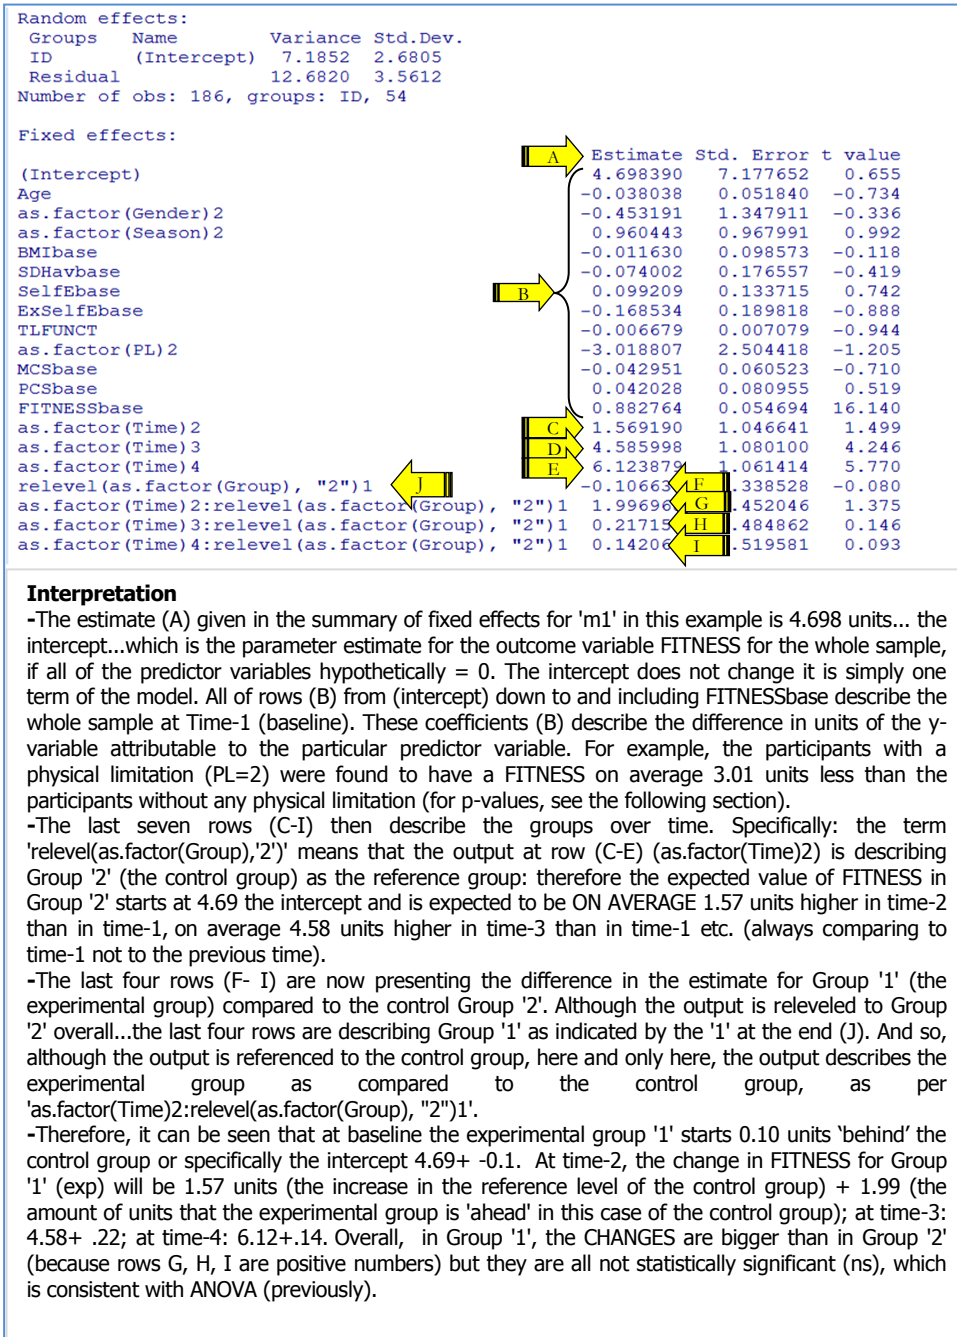 Random effects:
Groups Name Variance Std.Dev.
ID (Intercept) 7.1852 2.6805
Residual 12.6820 3.5612
Number of obs: 186, groups: ID, 54
Fixed effects:
A Estimate Std. Error t value
(Intercept) 4.698390 7.177652 0.655
Age -0.038038 0.051840 -0.734
as.factor(Gender)2 -0.453191 1.347911 -0.336
as.factor(Season)2 0.960443 0.967991 0.992
BMIbase -0.011630 0.098573 -0.118
SDHavbase -0.074002 0.176557 -0.419
SelfEbase B 0.099209 0.133715 0.742
ExSelfEbase -0.168534 0.189818 -0.888
TLFUNCT -0.006679 0.007079 -0.944
as.factor(PL)2 -3.018807 2.504418 -1.205
MCSbase -0.042951 0.060523 -0.710
PCSbase 0.042028 0.080955 0.519
FITNESSbase 0.882764 0.054694 16.140
as.factor(Time)2 C 1.569190 1.046641 1.499
as.factor(Time)3 D 4.585998 1.080100 4.246
as.factor(Time)4 E 6.123879 1.061414 5.770
relevel(as.factor(Group), "2")1 J -0.10663 F .338528 -0.080
as.factor(Time)2:relevel(as.factor(Group), "2")1 1.99696 G .452046 1.375
as.factor(Time)3:relevel(as.factor(Group), "2")1 0.21715 H .484862 0.146
as.factor(Time)4:relevel(as.factor(Group), "2")1 0.14206 I .519581 0.093
Interpretation
-The estimate (A) given in the summary of fixed effects for 'm1' in this example is 4.698 units... the
intercept...which is the parameter estimate for the outcome variable FITNESS for the whole sample,
if all of the predictor variables hypothetically = 0. The intercept does not change it is simply one
term of the model. All of rows (B) from (intercept) down to and including FITNESSbase describe the
whole sample at Time-1 (baseline). These coefficients (B) describe the difference in units of the y-
variable attributable to the particular predictor variable. For example, the participants with a
physical limitation (PL=2) were found to have a FITNESS on average 3.01 units less than the
participants without any physical limitation (for p-values, see the following section).
-The last seven rows (C-I) then describe the groups over time. Specifically: the term
'relevel(as.factor(Group),'2')' means that the output at row (C-E) (as.factor(Time)2) is describing
Group '2' (the control group) as the reference group: therefore the expected value of FITNESS in
Group '2' starts at 4.69 the intercept and is expected to be ON AVERAGE 1.57 units higher in time-2
than in time-1, on average 4.58 units higher in time-3 than in time-1 etc. (always comparing to
time-1 not to the previous time).
-The last four rows (F- I) are now presenting the difference in the estimate for Group '1' (the
experimental group) compared to the control Group '2'. Although the output is releveled to Group
'2' overall...the last four rows are describing Group '1' as indicated by the '1' at the end (J). And so,
although the output is referenced to the control group, here and only here, the output describes the
experimental group as compared to the control group, as per
'as.factor(Time)2:relevel(as.factor(Group), "2")1'.
-Therefore, it can be seen that at baseline the experimental group '1' starts 0.10 units 'behind' the
control group or specifically the intercept 4.69+ -0.1. At time-2, the change in FITNESS for Group
'1' (exp) will be 1.57 units (the increase in the reference level of the control group) + 1.99 (the
amount of units that the experimental group is 'ahead' in this case of the control group); at time-3:
4.58+ .22; at time-4: 6.12+.14. Overall, in Group '1', the CHANGES are bigger than in Group '2'
(because rows G, H, I are positive numbers) but they are all not statistically significant (ns), which
is consistent with ANOVA (previously).